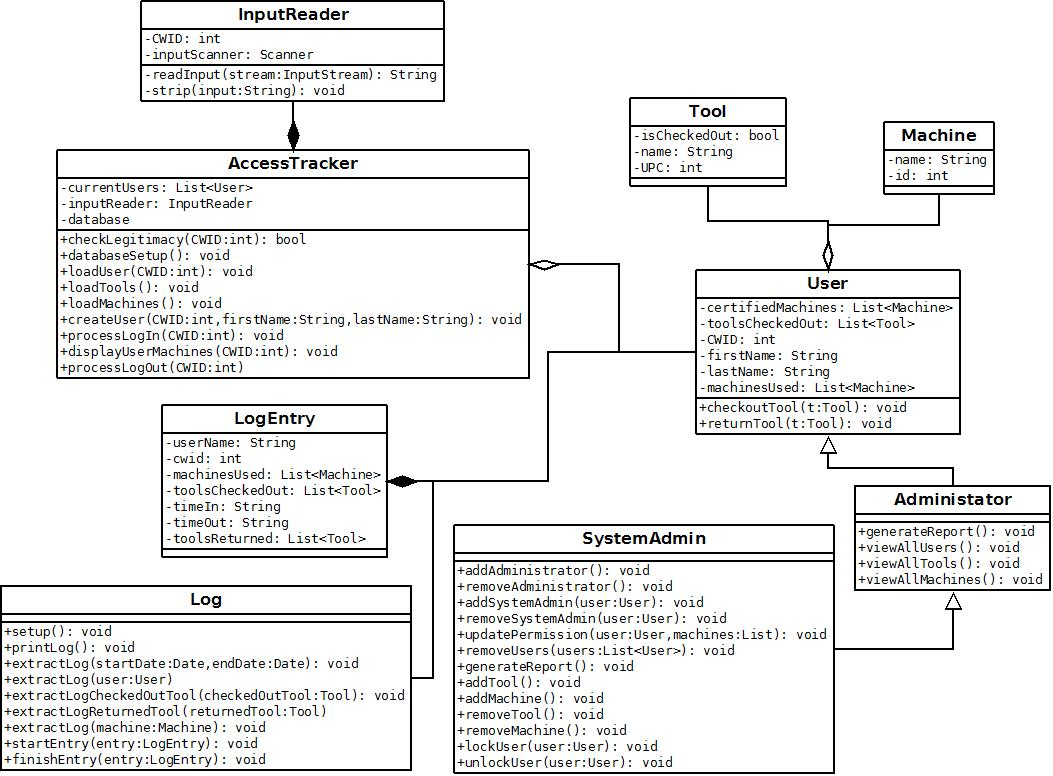 InputReader
-CWID: int
-inputScanner: Scanner
-readInput(stream:InputStream): String
-strip(input:String): void
Tool
-isCheckedOut: bool
-name: String
-UPC: int
Machine
-name: String
-id: int
AccessTracker
-currentUsers: List<User>
-inputReader: InputReader
-database
+checkLegitimacy(CWID:int): bool
+databaseSetup(): void
+loadUser(CWID:int): void
+loadTools(): void
+loadMachines(): void
+createUser(CWID:int,firstName:String,lastName:String): void
+processLogIn(CWID:int): void
+displayUserMachines(CWID:int): void
+processLogOut(CWID:int)
User
-certifiedMachines: List<Machine>
-toolsCheckedOut: List<Tool>
-CWID: int
-firstName: String
-lastName: String
-machinesUsed: List<Machine>
+checkoutTool(t:Tool): void
+returnTool(t:Tool): void
LogEntry
-userName: String
-cwid: int
-machinesUsed: List<Machine>
-toolsCheckedOut: List<Tool>
-timeIn: String
-timeOut: String
-toolsReturned: List<Tool>
Administator
+generateReport(): void
+viewAllUsers(): void
+viewAllTools(): void
+viewAllMachines(): void
SystemAdmin
+addAdministrator(): void
+removeAdministrator(): void
+addSystemAdmin(user:User): void
+removeSystemAdmin(user:User): void
+updatePermission(user:User,machines:List): void
+removeUsers(users:List<User>): void
+generateReport(): void
+addTool(): void
+addMachine(): void
+removeTool(): void
+removeMachine(): void
+lockUser(user:User): void
+unlockUser(user:User): void
Log
+setup(): void
+printLog(): void
+extractLog(startDate:Date,endDate:Date): void
+extractLog(user:User)
+extractLogCheckedOutTool(checkedOutTool:Tool): void
+extractLogReturnedTool(returnedTool:Tool)
+extractLog(machine:Machine): void
+startEntry(entry:LogEntry): void
+finishEntry(entry:LogEntry): void